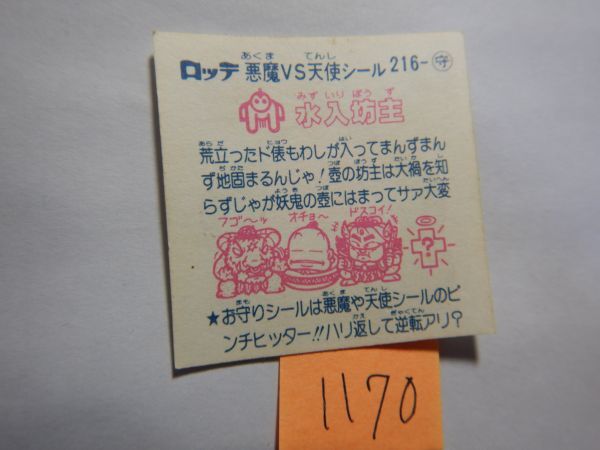 ロッテ 悪魔VS天使シール 216-守
水入坊主
荒立ったド俵もわしが入ってまんずまん
ず地固まるんじゃ！壺の坊主は大禍を知
らずじゃが妖鬼の壺にはまってサァ大変
フゴ〜ッ オチョ〜 ドスコイ！
★お守りシールは悪魔や天使シールのピ
ンチヒッター!!ハリ返して逆転アリ？
1170